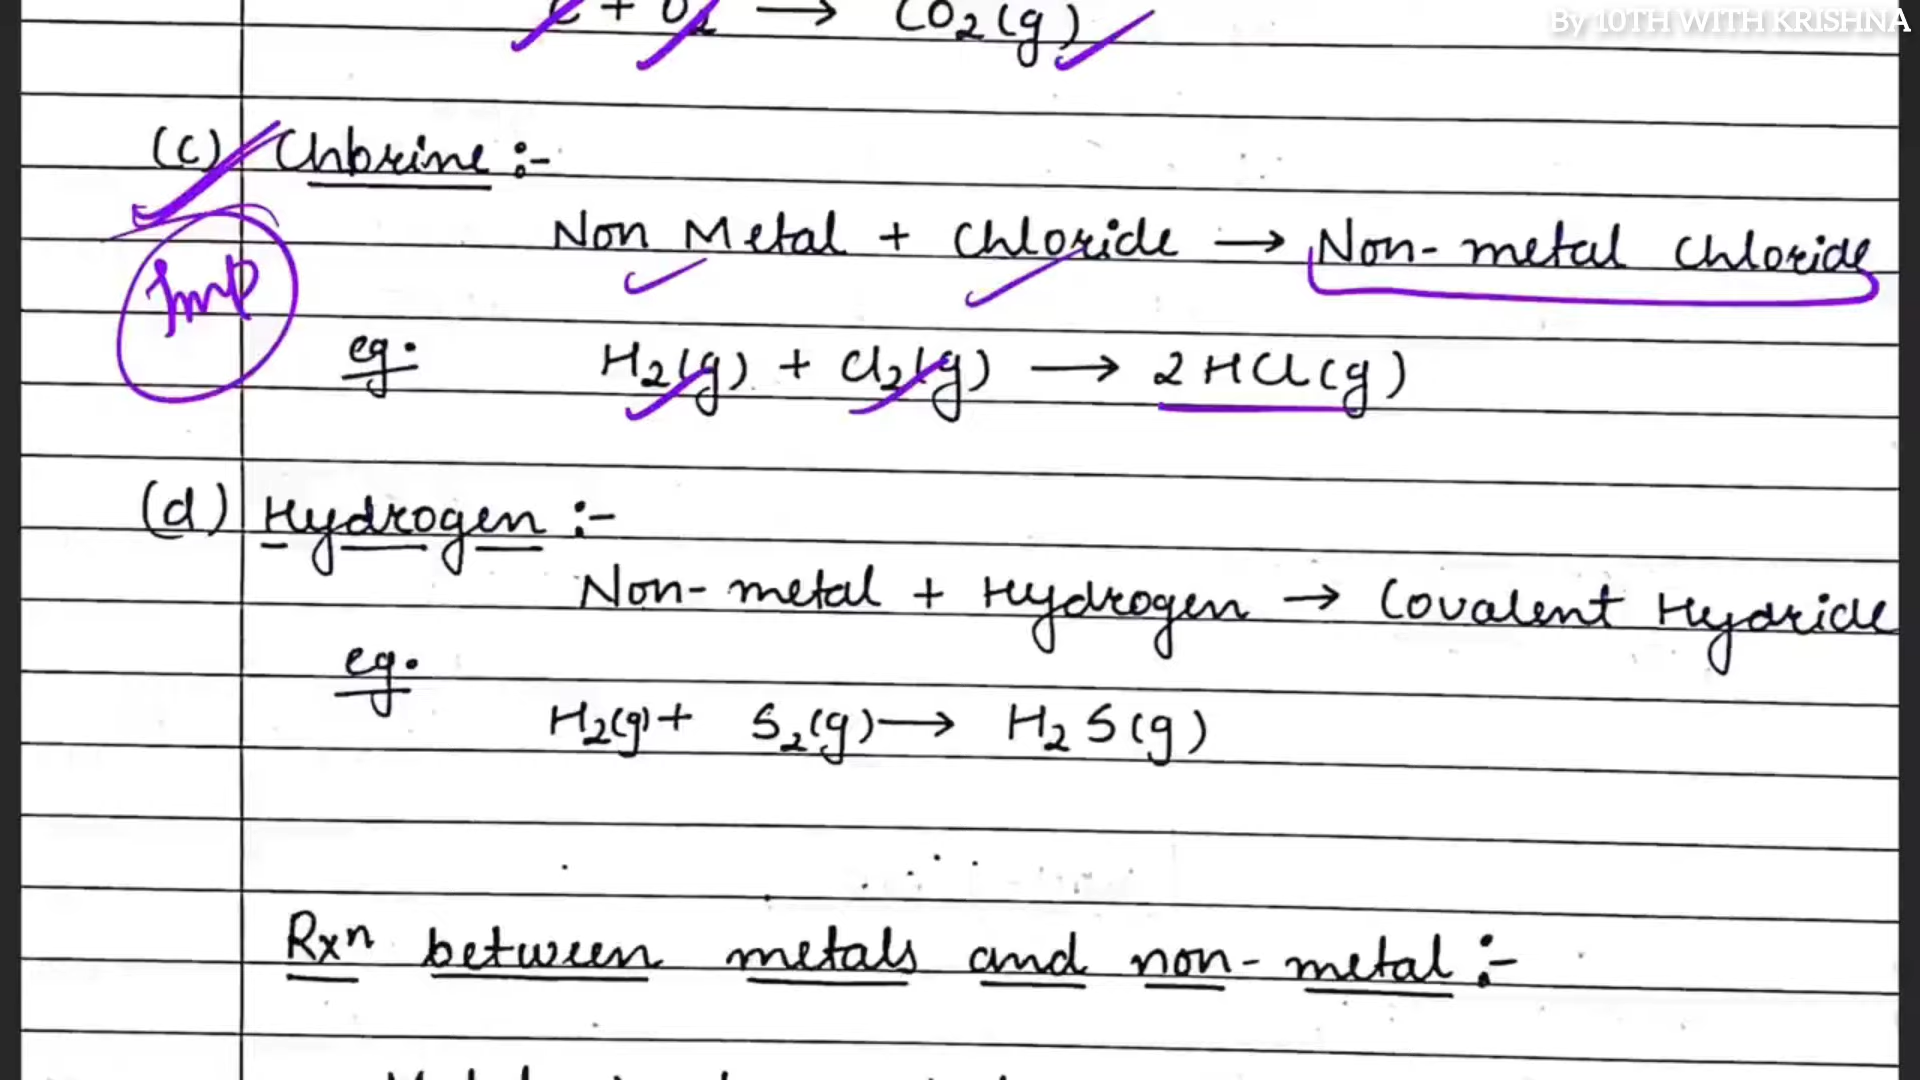 By 10TH WITH KRISHNA
C + O2 → CO2(g)
(c) Chlorine :-
Non Metal + Chloride → Non-metal Chloride
Imp
eg. H2(g) + Cl2(g) → 2HCl(g)
(d) Hydrogen :-
Non-metal + Hydrogen → Covalent Hydride
eg.
H2(g) + S2(g) → H2S(g)
Rxn between metals and non-metal :-